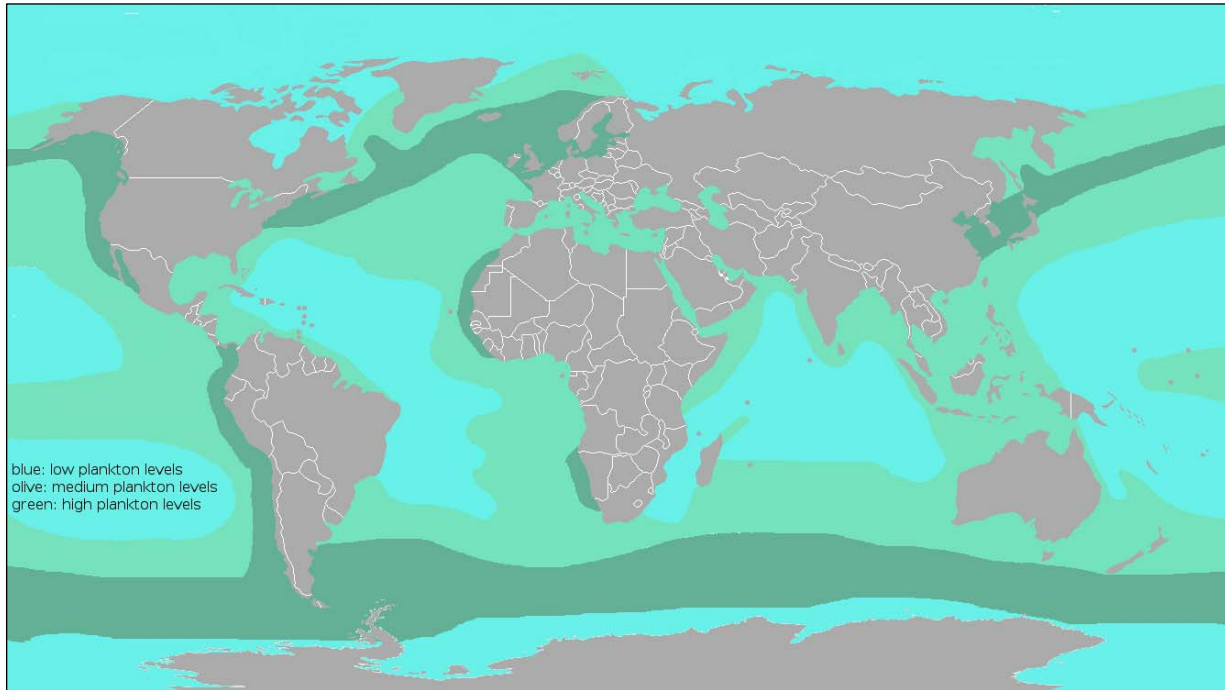 blue: low plankton levels
olive: medium plankton levels
green: high plankton levels